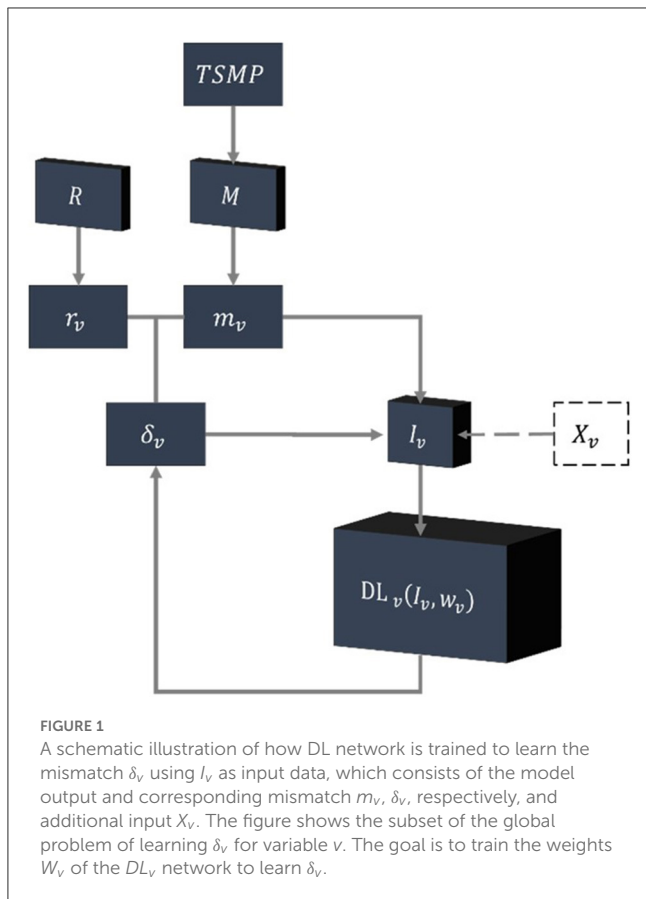 TSMP
R
M
r_v
m_v
δ_v
I_v
X_v
DL_v(I_v, w_v)
FIGURE 1
A schematic illustration of how DL network is trained to learn the
mismatch δ_v using I_v as input data, which consists of the model
output and corresponding mismatch m_v, δ_v, respectively, and
additional input X_v. The figure shows the subset of the global
problem of learning δ_v for variable v. The goal is to train the weights
W_v of the DL_v network to learn δ_v.